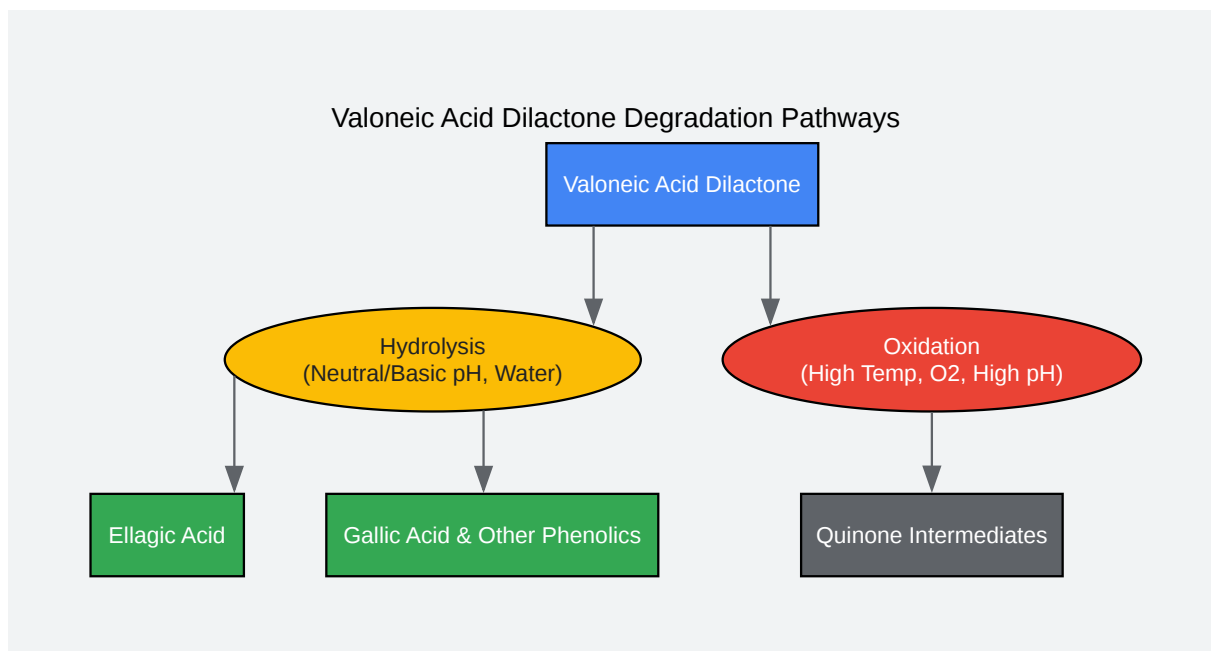 Valoneic Acid Dilactone Degradation Pathways
Valoneic Acid Dilactone
Hydrolysis
(Neutral/Basic pH, Water)
Oxidation
(High Temp, O2, High pH)
Ellagic Acid
Gallic Acid & Other Phenolics
Quinone Intermediates